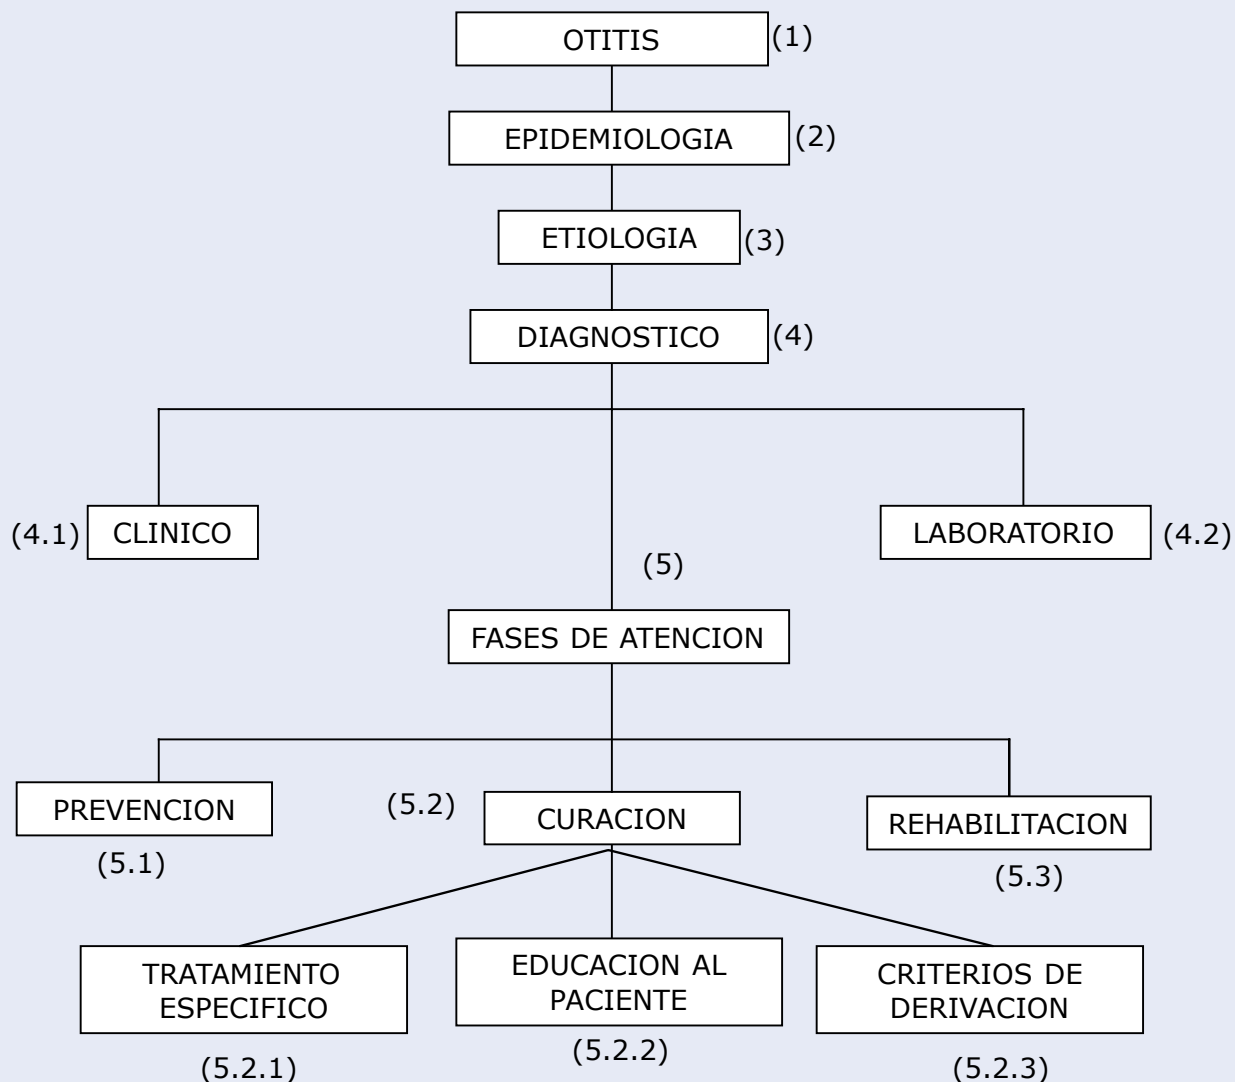 OTITIS (1)
EPIDEMIOLOGIA (2)
ETIOLOGIA (3)
DIAGNOSTICO (4)
(4.1) CLINICO
LABORATORIO (4.2)
(5)
FASES DE ATENCION
PREVENCION
(5.1)
(5.2) CURACION
REHABILITACION
(5.3)
TRATAMIENTO
ESPECIFICO
(5.2.1)
EDUCACION AL
PACIENTE
(5.2.2)
CRITERIOS DE
DERIVACION
(5.2.3)